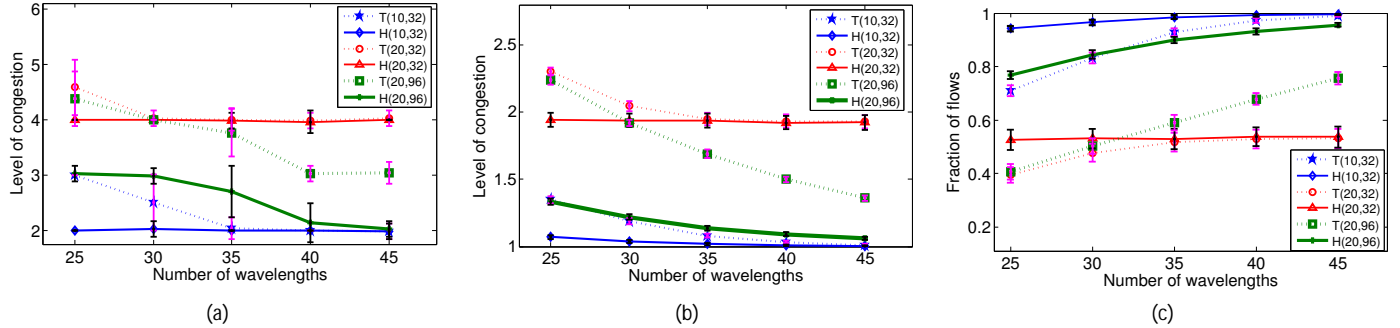 6
5
4
3
2
25 30 35 40 45
Level of congestion
Number of wavelengths
T(10,32)
H(10,32)
T(20,32)
H(20,32)
T(20,96)
H(20,96)
(a)
2.5
2
1.5
1
25 30 35 40 45
Level of congestion
Number of wavelengths
T(10,32)
H(10,32)
T(20,32)
H(20,32)
T(20,96)
H(20,96)
(b)
1
0.8
0.6
0.4
0.2
25 30 35 40 45
Fraction of flows
Number of wavelengths
T(10,32)
H(10,32)
T(20,32)
H(20,32)
T(20,96)
H(20,96)
(c)